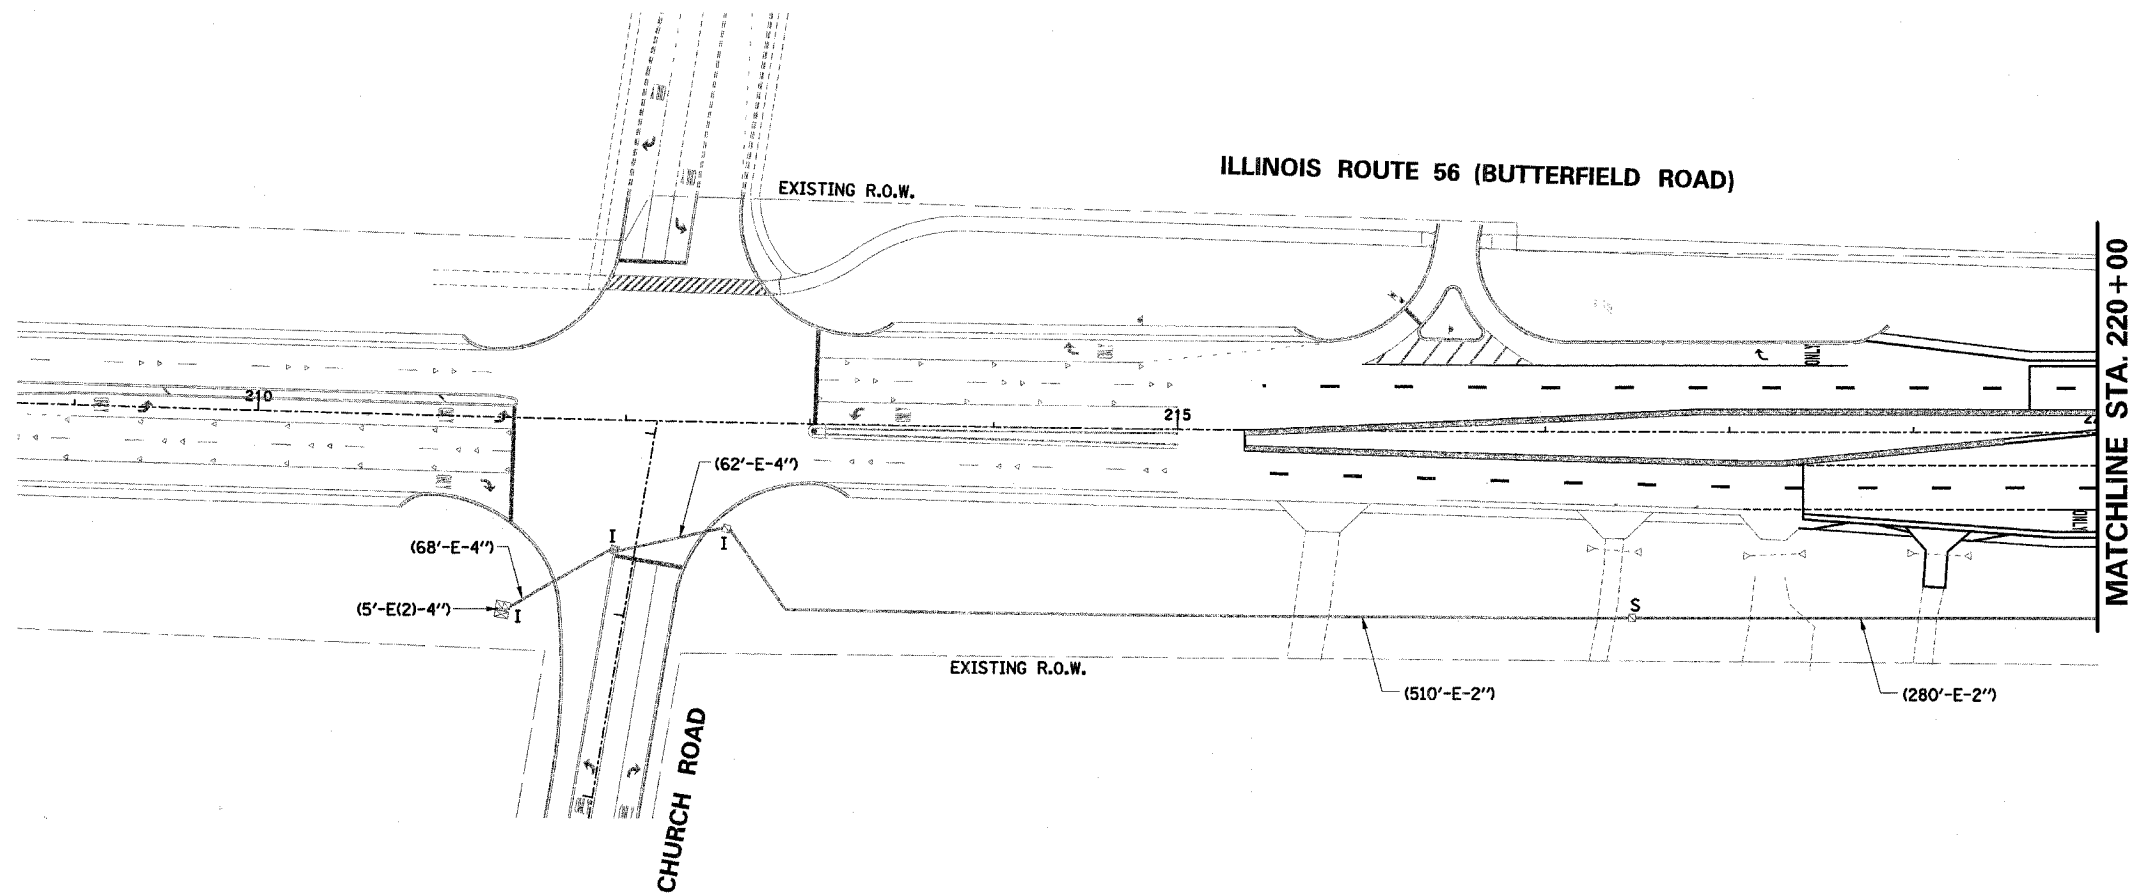 ILLINOIS ROUTE 56 (BUTTERFIELD ROAD)
EXISTING R.O.W.
MATCHLINE STA. 220+00
ONLY
210
215
22
(62'-E-4'')
I
I
(68'-E-4'')
(5'-E(2)-4'')
I
ONLY
S
EXISTING R.O.W.
(510'-E-2'')
(280'-E-2'')
CHURCH ROAD